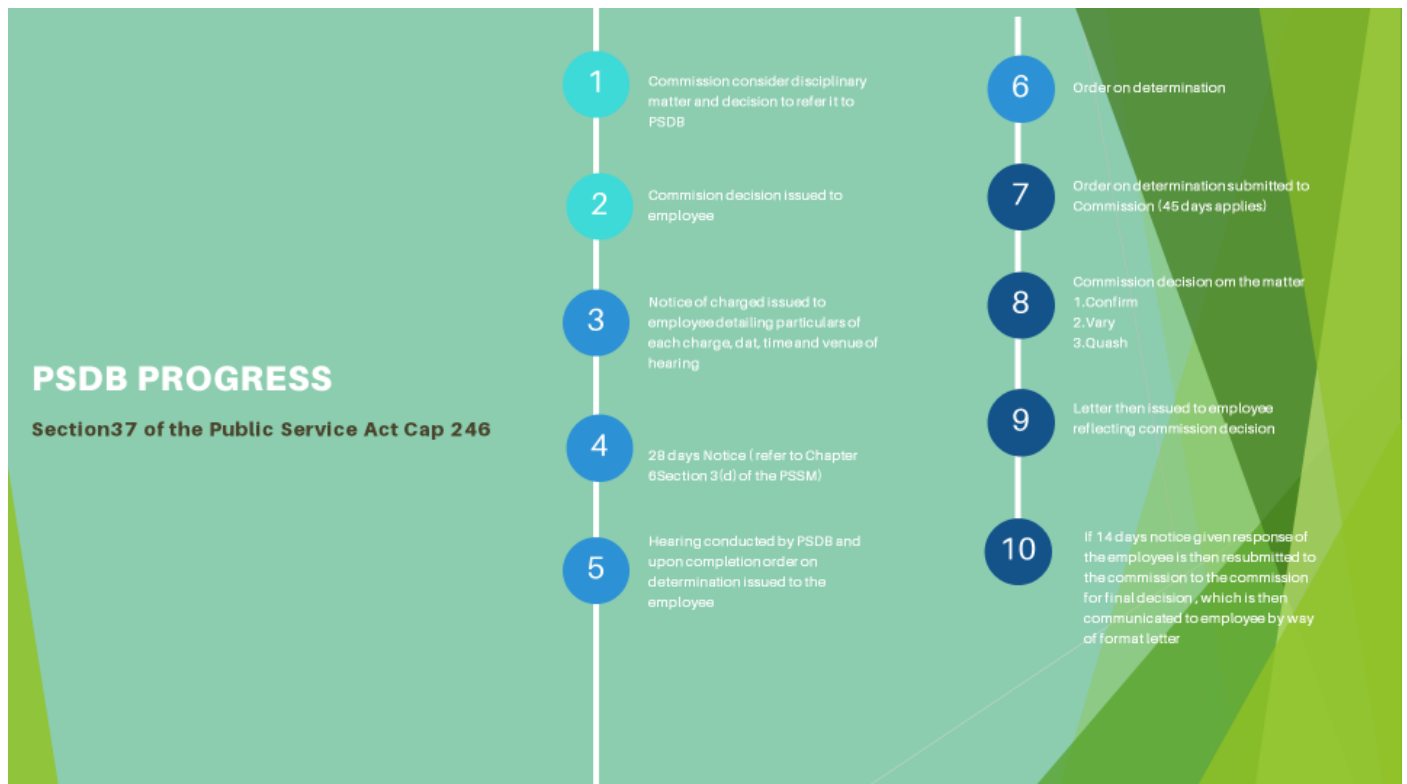 PSDB PROGRESS
Section37 of the Public Service Act Cap 246
1
Commission consider disciplinary
matter and decision to refer it to
PSDB
2
Commision decision issued to
employee
3
Notice of charged issued to
employee detailing particulars of
each charge, dat, time and venue of
hearing
4
28 days Notice ( refer to Chapter
6Section 3(d) of the PSSM)
5
Hearing conducted by PSDB and
upon completion order on
determination issued to the
employee
6
Order on determination
7
Order on determination submitted to
Commission (45 days applies)
8
Commission decision om the matter
1.Confirm
2.Vary
3.Quash
9
Letter then issued to employee
reflecting commission decision
10
If 14 days notice given response of
the employee is then resubmitted to
the commission to the commission
for final decision , which is then
communicated to employee by way
of format letter